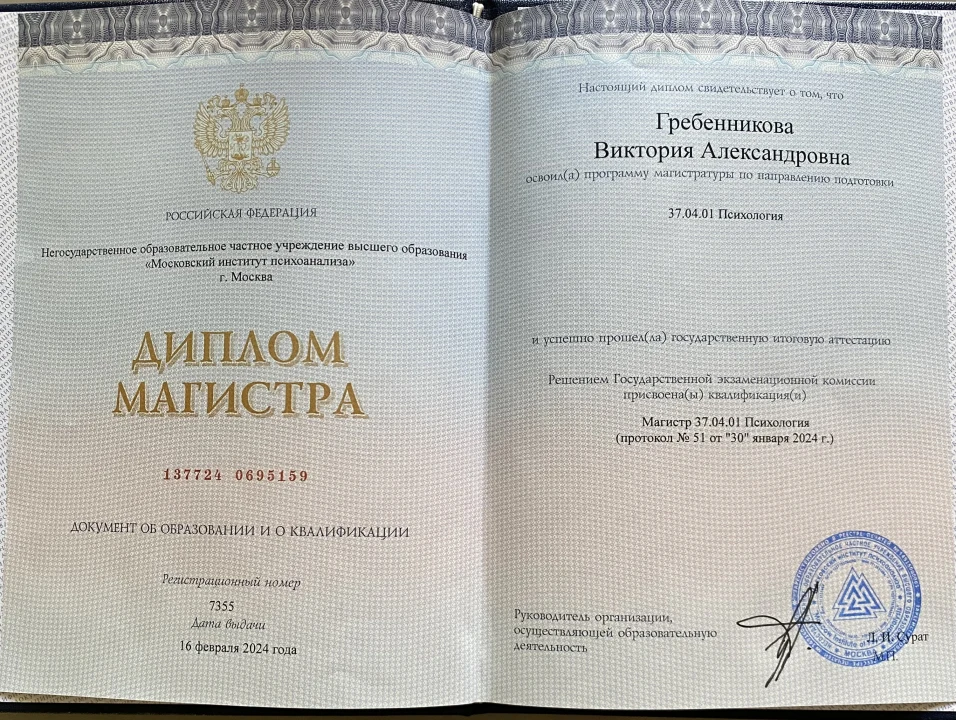 РОССИЙСКАЯ ФЕДЕРАЦИЯ
Негосударственное образовательное частное учреждение высшего образования
«Московский институт психоанализа»
г. Москва
ДИПЛОМ
МАГИСТРА
137724 0695159
ДОКУМЕНТ ОБ ОБРАЗОВАНИИ И О КВАЛИФИКАЦИИ
Регистрационный номер
7355
Дата выдачи
16 февраля 2024 года
Настоящий диплом свидетельствует о том, что
Гребенникова
Виктория Александровна
освоил(а) программу магистратуры по направлению подготовки
37.04.01 Психология
и успешно прошел(ла) государственную итоговую аттестацию
Решением Государственной экзаменационной комиссии
присвоена(ы) квалификация(и)
Магистр 37.04.01 Психология
(протокол № 51 от "30" января 2024 г.)
Руководитель организации,
осуществляющей образовательную
деятельность
Л. И. Сурат
М.П.
МОСКВА